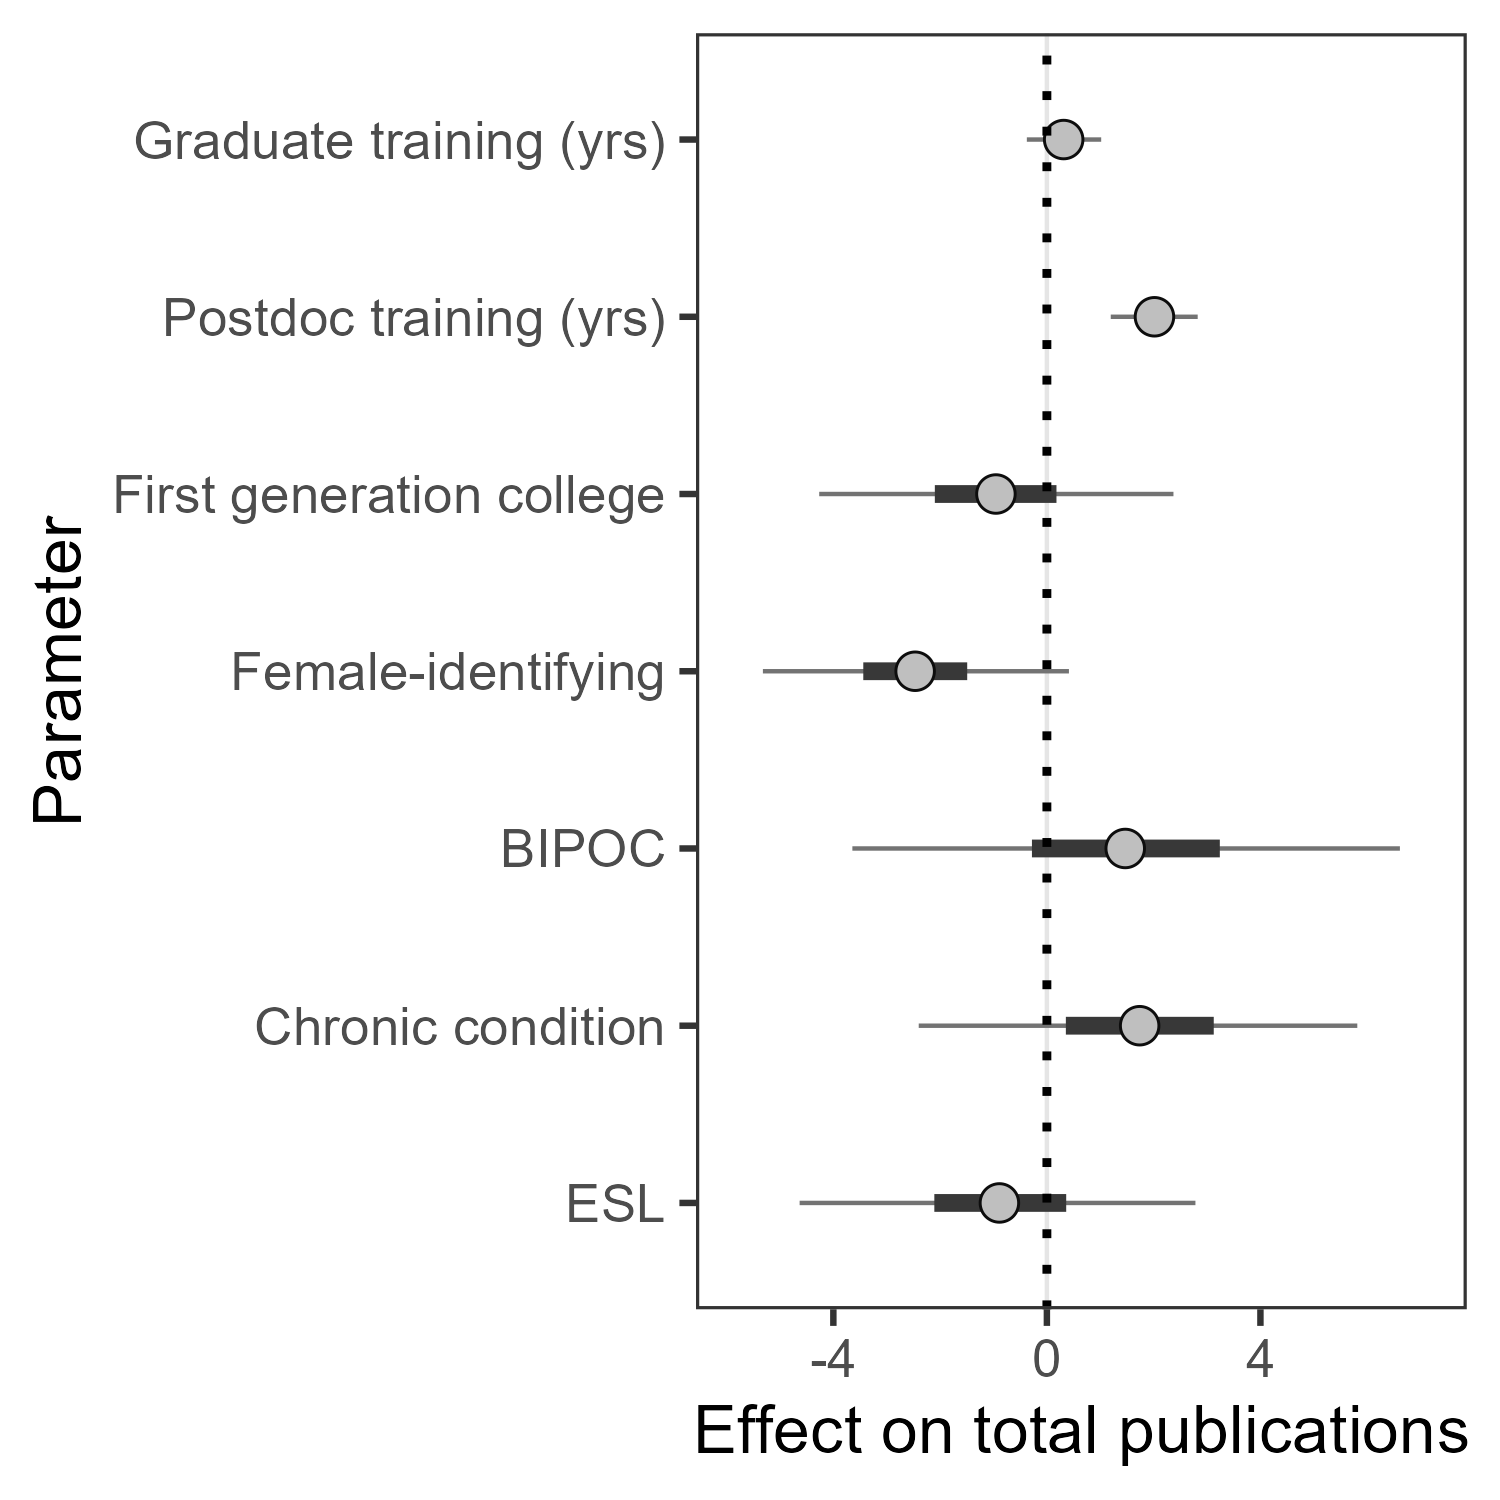 Graduate training (yrs)
Postdoc training (yrs)
First generation college
Female-identifying
BIPOC
Chronic condition
ESL
Parameter
-4 0 4
Effect on total publications